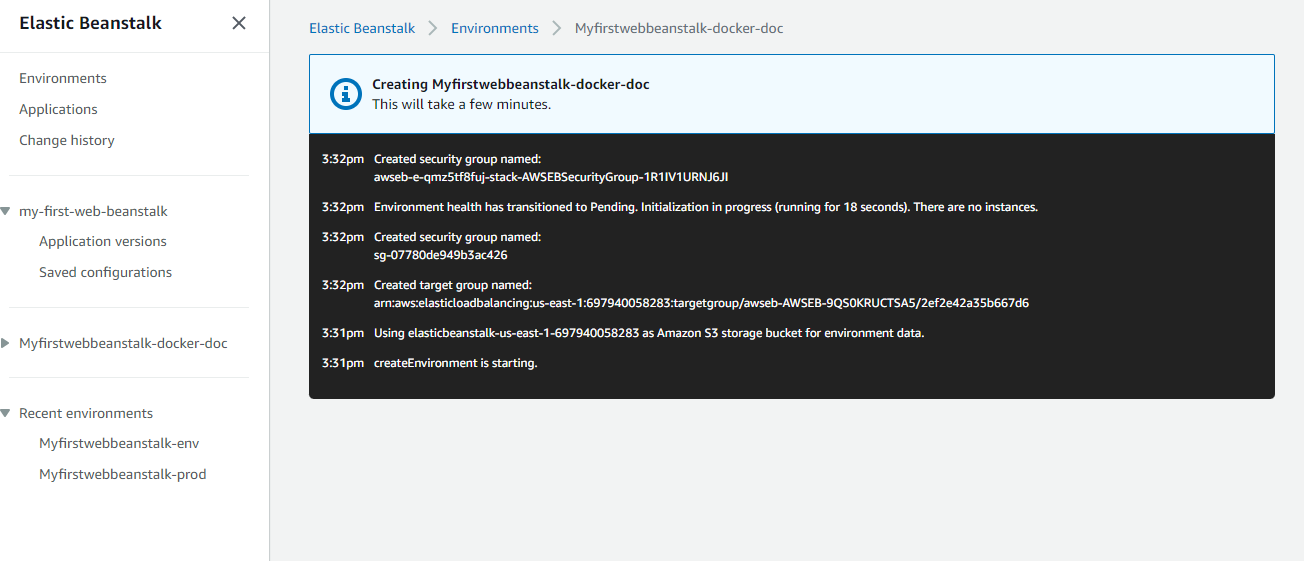 Elastic Beanstalk
Environments
Applications
Change history
my-first-web-beanstalk
Application versions
Saved configurations
Myfirstwebbeanstalk-docker-doc
Recent environments
Myfirstwebbeanstalk-env
Myfirstwebbeanstalk-prod
Elastic Beanstalk > Environments > Myfirstwebbeanstalk-docker-doc
Creating Myfirstwebbeanstalk-docker-doc
This will take a few minutes.
3:32pm Created security group named:
awseb-e-qmz5tf8fuj-stack-AWSEBSecurityGroup-1R1IV1URNJ6JI
3:32pm Environment health has transitioned to Pending. Initialization in progress (running for 18 seconds). There are no instances.
3:32pm Created security group named:
sg-07780de949b3ac426
3:32pm Created target group named:
arn:aws:elasticloadbalancing:us-east-1:697940058283:targetgroup/awseb-AWSEB-9QS0KRUCTSA5/2ef2e42a35b667d6
3:31pm Using elasticbeanstalk-us-east-1-697940058283 as Amazon S3 storage bucket for environment data.
3:31pm createEnvironment is starting.